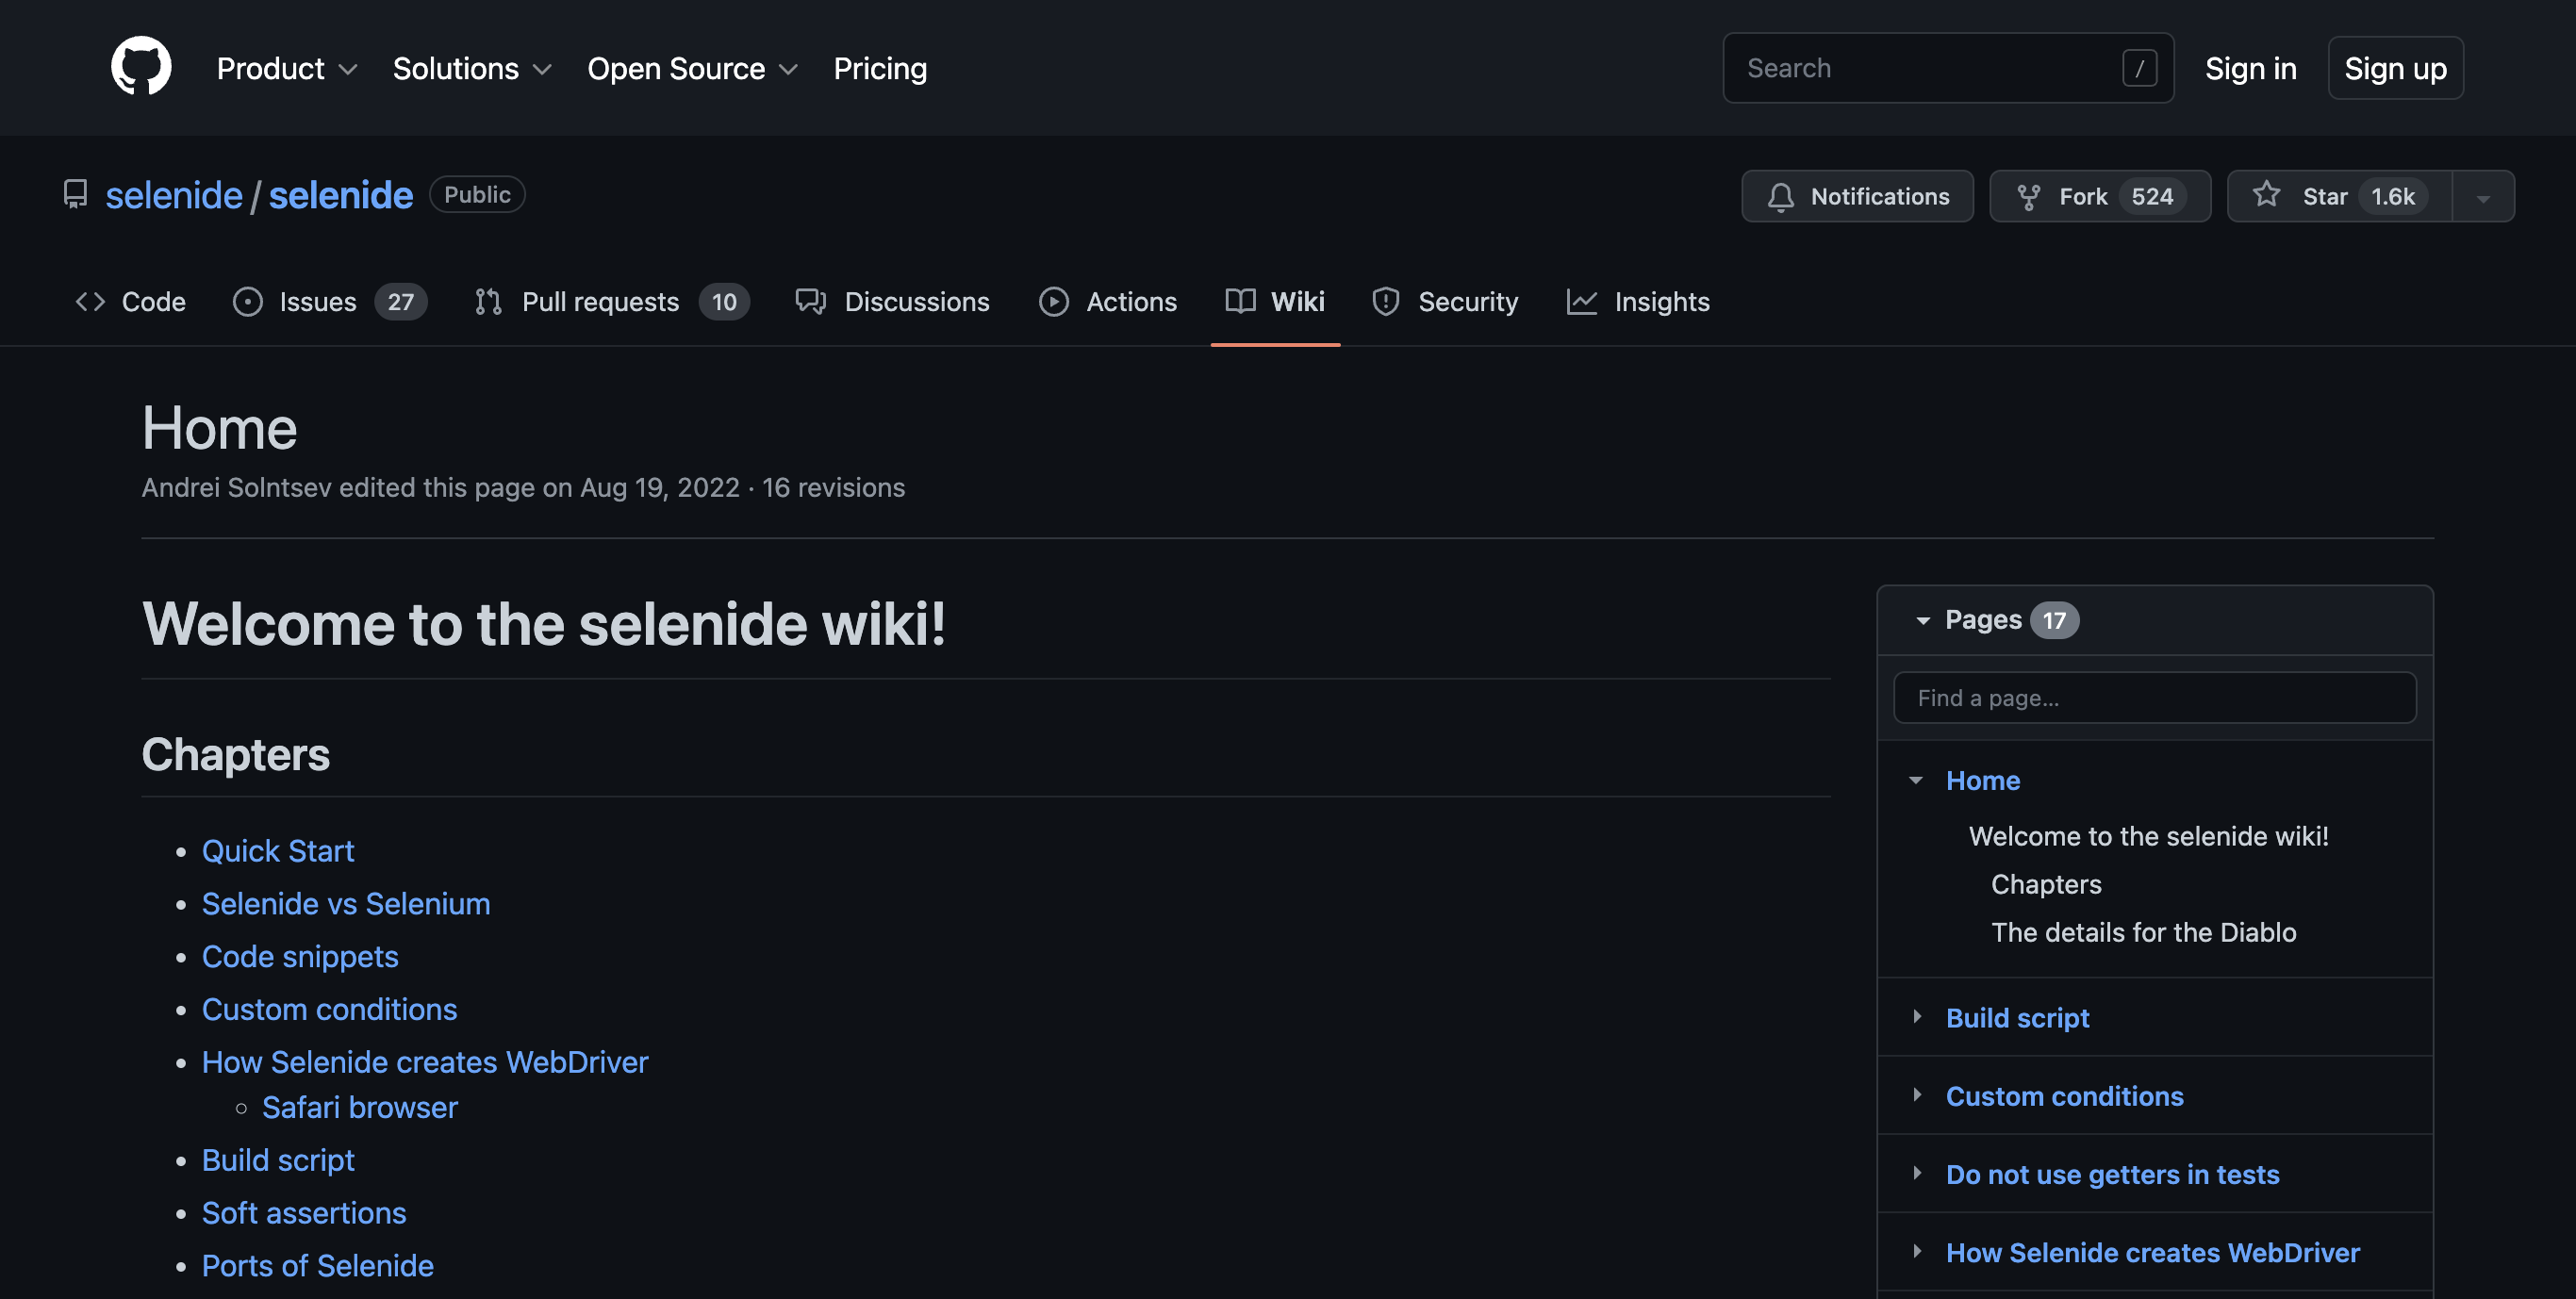 Product Solutions Open Source Pricing Search / Sign in Sign up
selenide / selenide Public Notifications Fork 524 Star 1.6k
Code Issues 27 Pull requests 10 Discussions Actions Wiki Security Insights
Home
Andrei Solntsev edited this page on Aug 19, 2022 · 16 revisions
Welcome to the selenide wiki!
Chapters
Quick Start
Selenide vs Selenium
Code snippets
Custom conditions
How Selenide creates WebDriver
Safari browser
Build script
Soft assertions
Ports of Selenide
Pages 17
Find a page...
Home
Welcome to the selenide wiki!
Chapters
The details for the Diablo
Build script
Custom conditions
Do not use getters in tests
How Selenide creates WebDriver